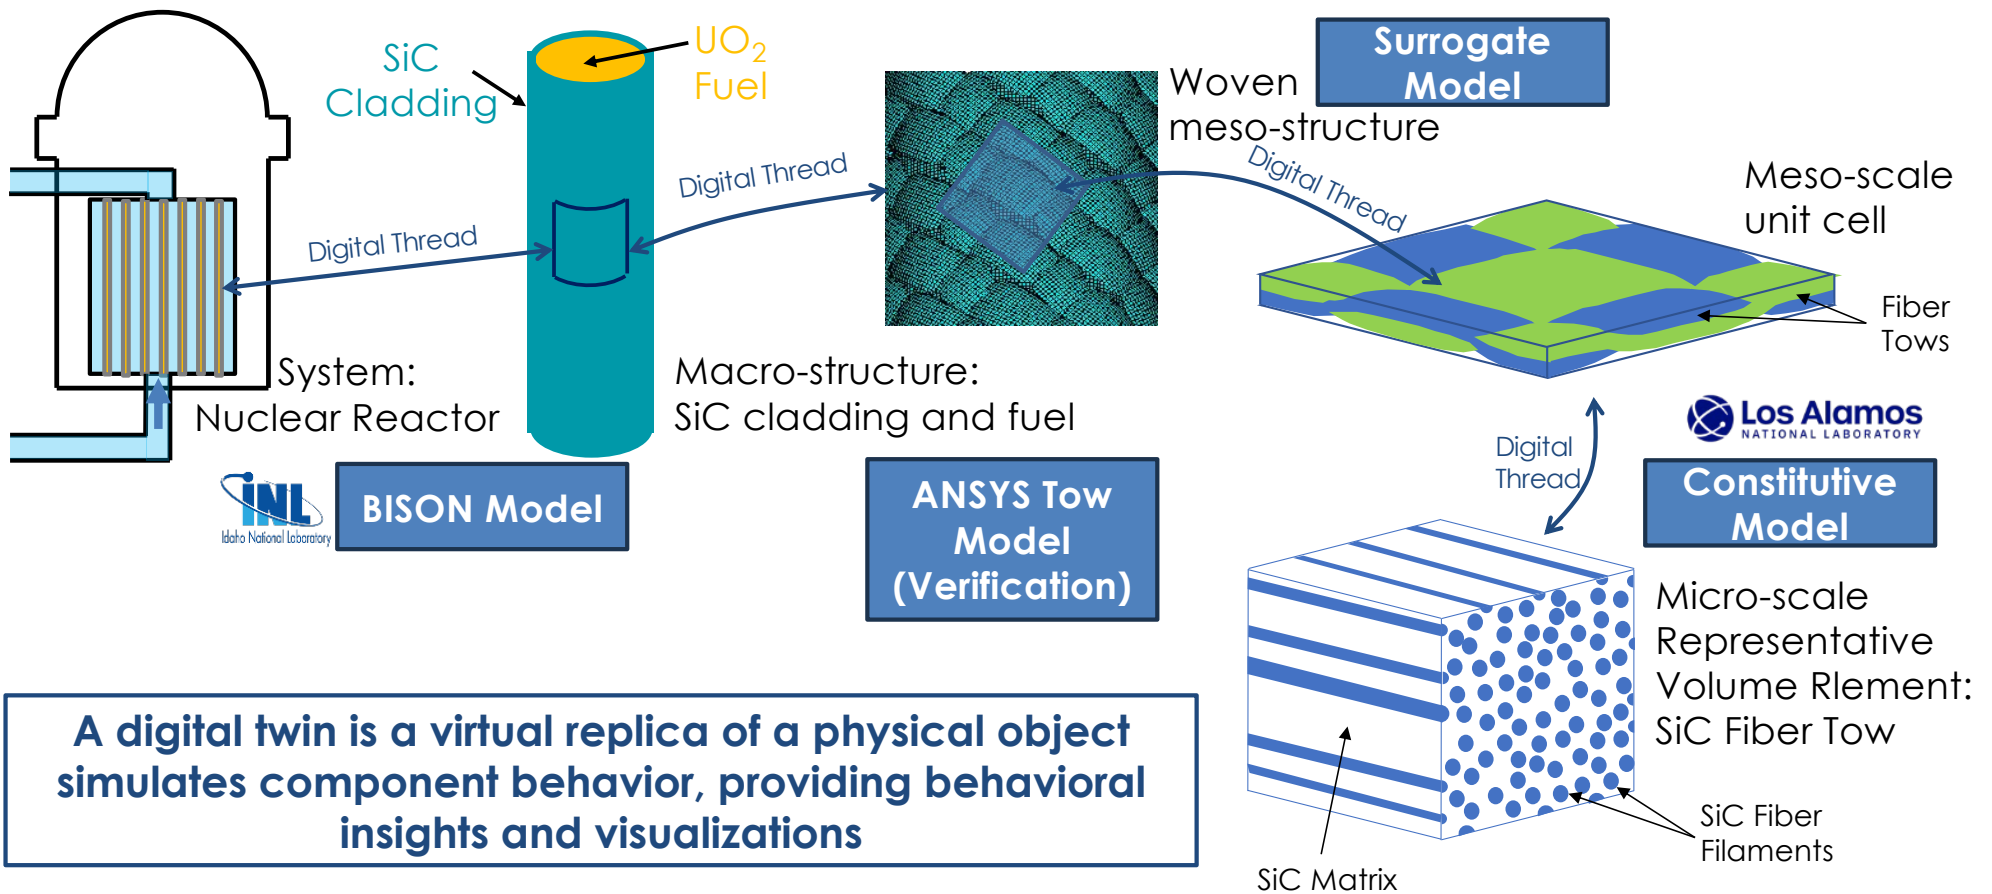 SiC
Cladding
UO2
Fuel
Woven
meso-structure
Surrogate
Model
Digital Thread
Digital Thread
Digital Thread
Meso-scale
unit cell
Fiber
Tows
System:
Nuclear Reactor
Macro-structure:
SiC cladding and fuel
INL
Idaho National Laboratory
BISON Model
ANSYS Tow
Model
(Verification)
Digital
Thread
Los Alamos
NATIONAL LABORATORY
Constitutive
Model
Micro-scale
Representative
Volume Rlement:
SiC Fiber Tow
SiC Fiber
Filaments
SiC Matrix
A digital twin is a virtual replica of a physical object
simulates component behavior, providing behavioral
insights and visualizations